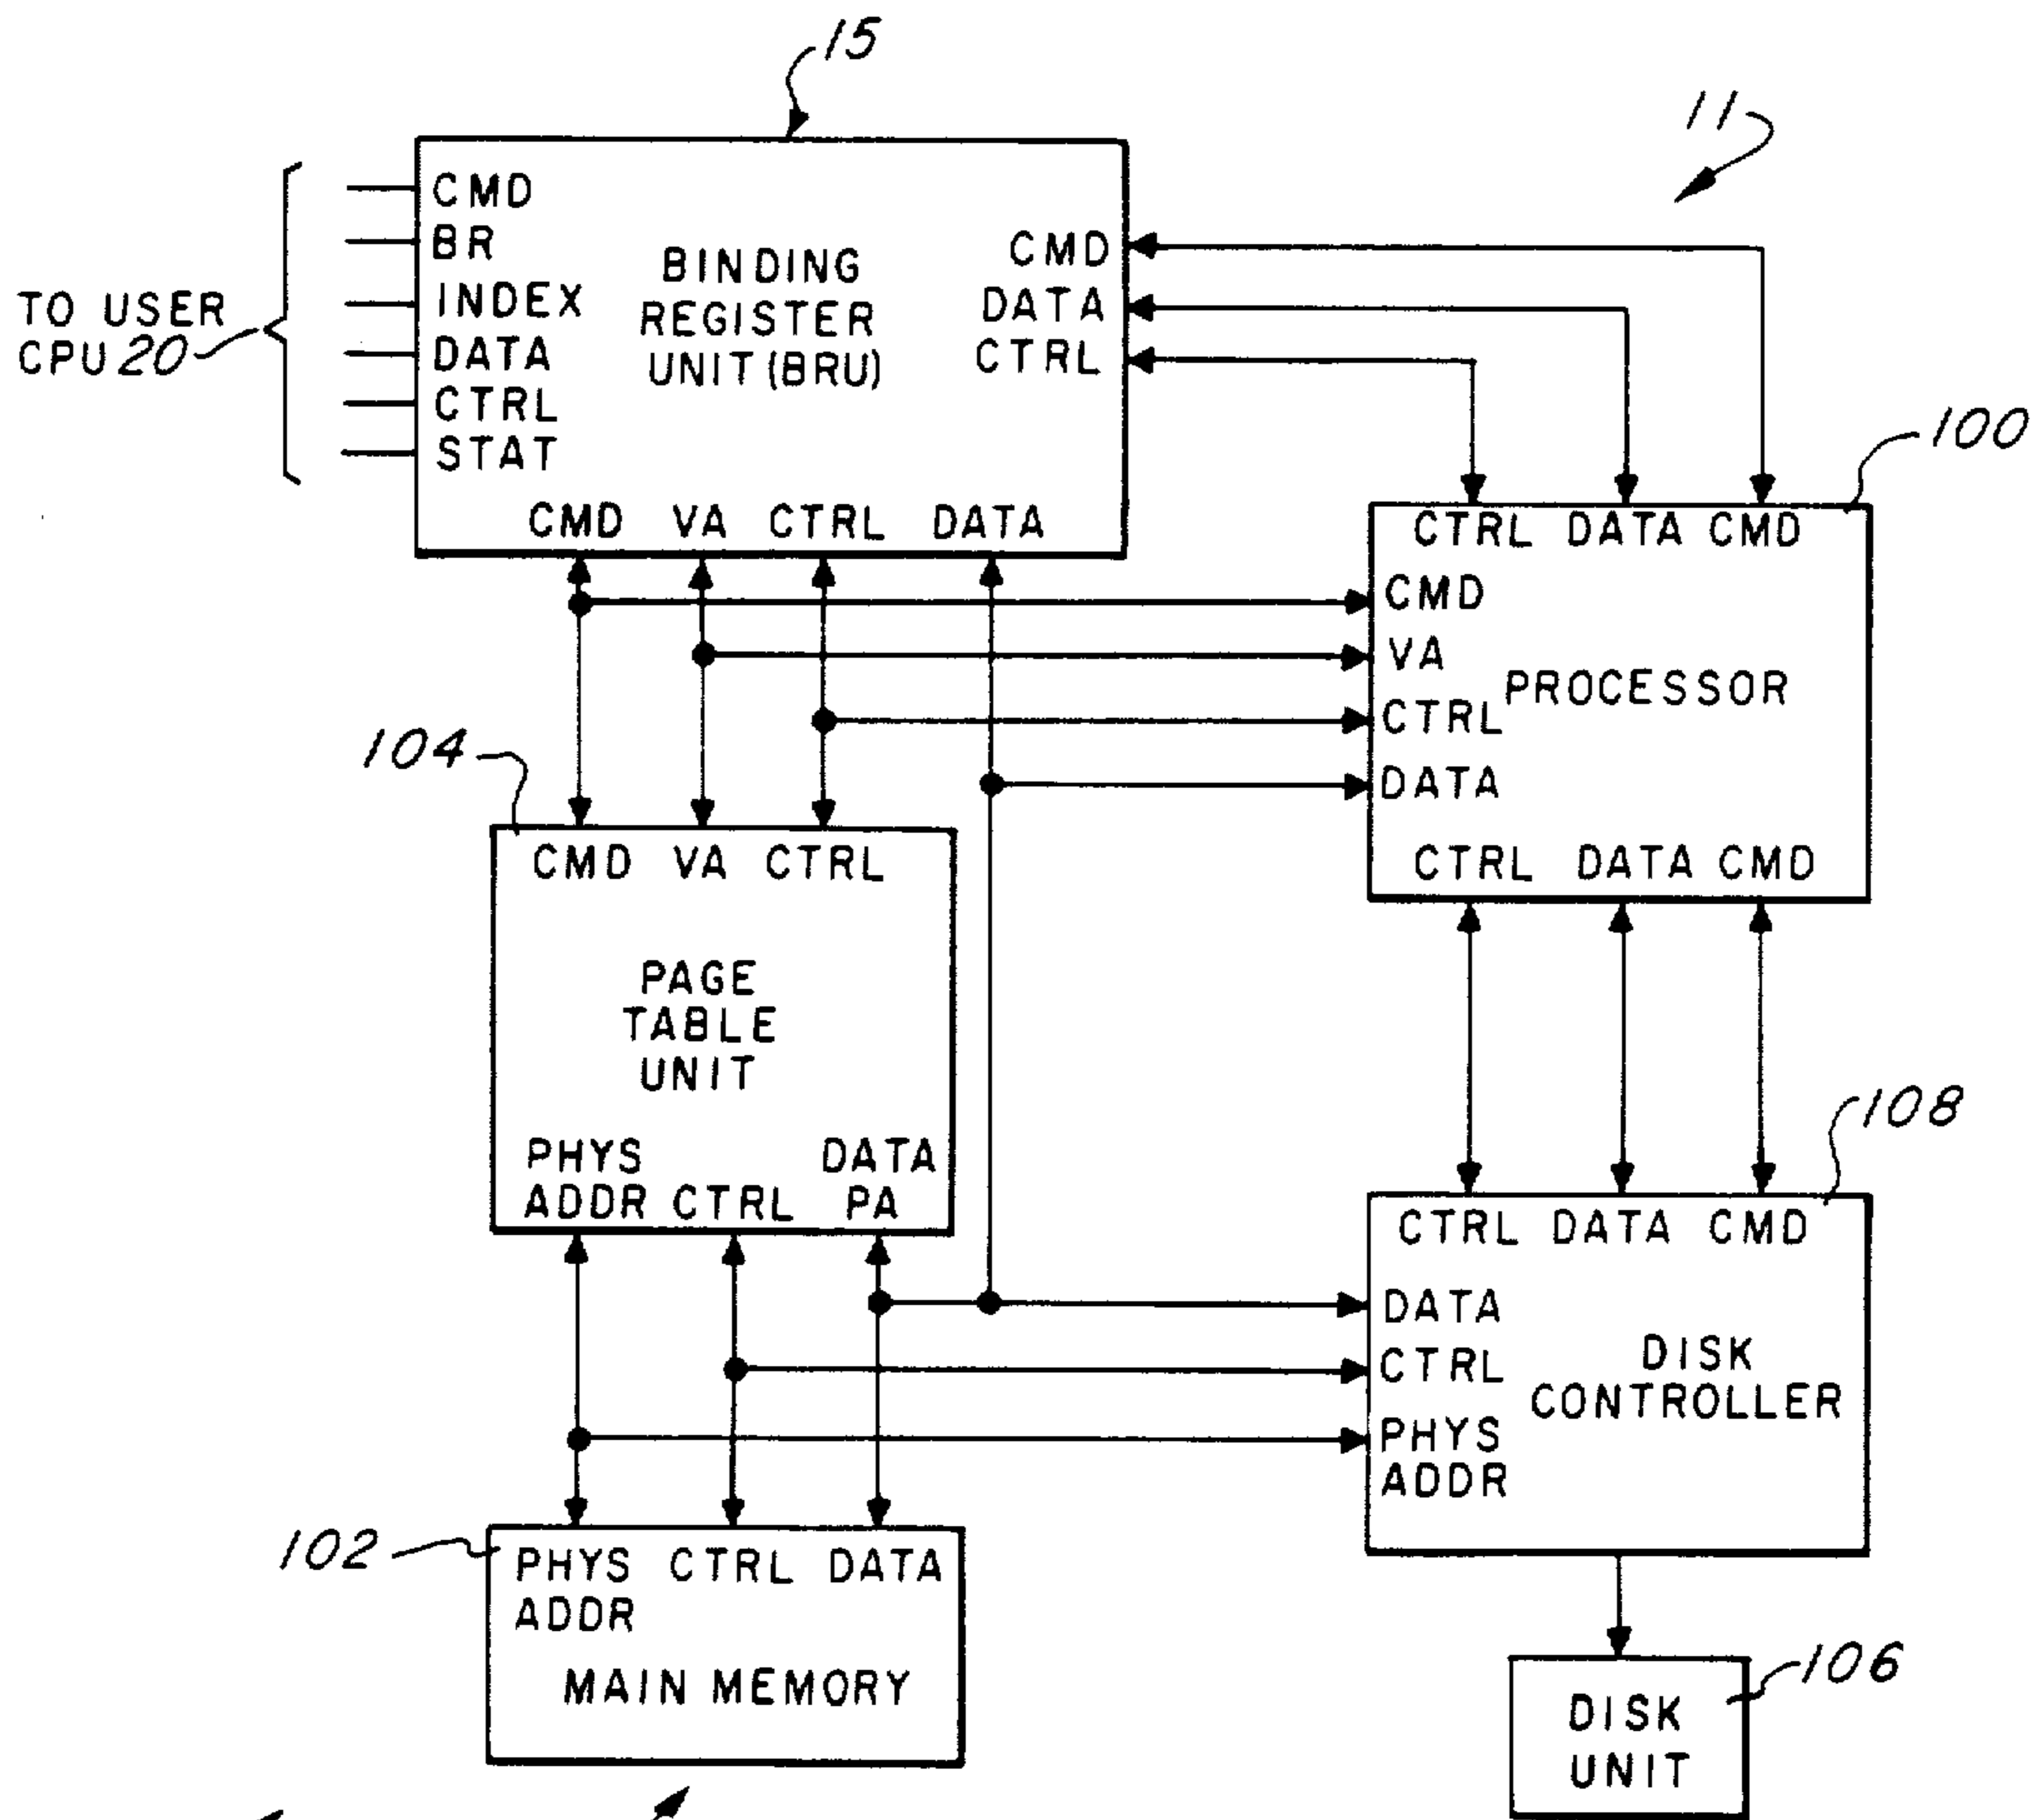 15
11
CMD
BR
INDEX
DATA
CTRL
STAT
TO USER
CPU 20
BINDING
REGISTER
UNIT (BRU)
CMD
DATA
CTRL
CMD VA CTRL DATA
100
CTRL DATA CMD
CMD
VA
CTRL
DATA
PROCESSOR
CTRL DATA CMD
104
CMD VA CTRL
PAGE
TABLE
UNIT
PHYS
ADDR CTRL DATA
PA
108
CTRL DATA CMD
DATA
CTRL
PHYS
ADDR
DISK
CONTROLLER
102
PHYS CTRL DATA
ADDR
MAIN MEMORY
106
DISK
UNIT